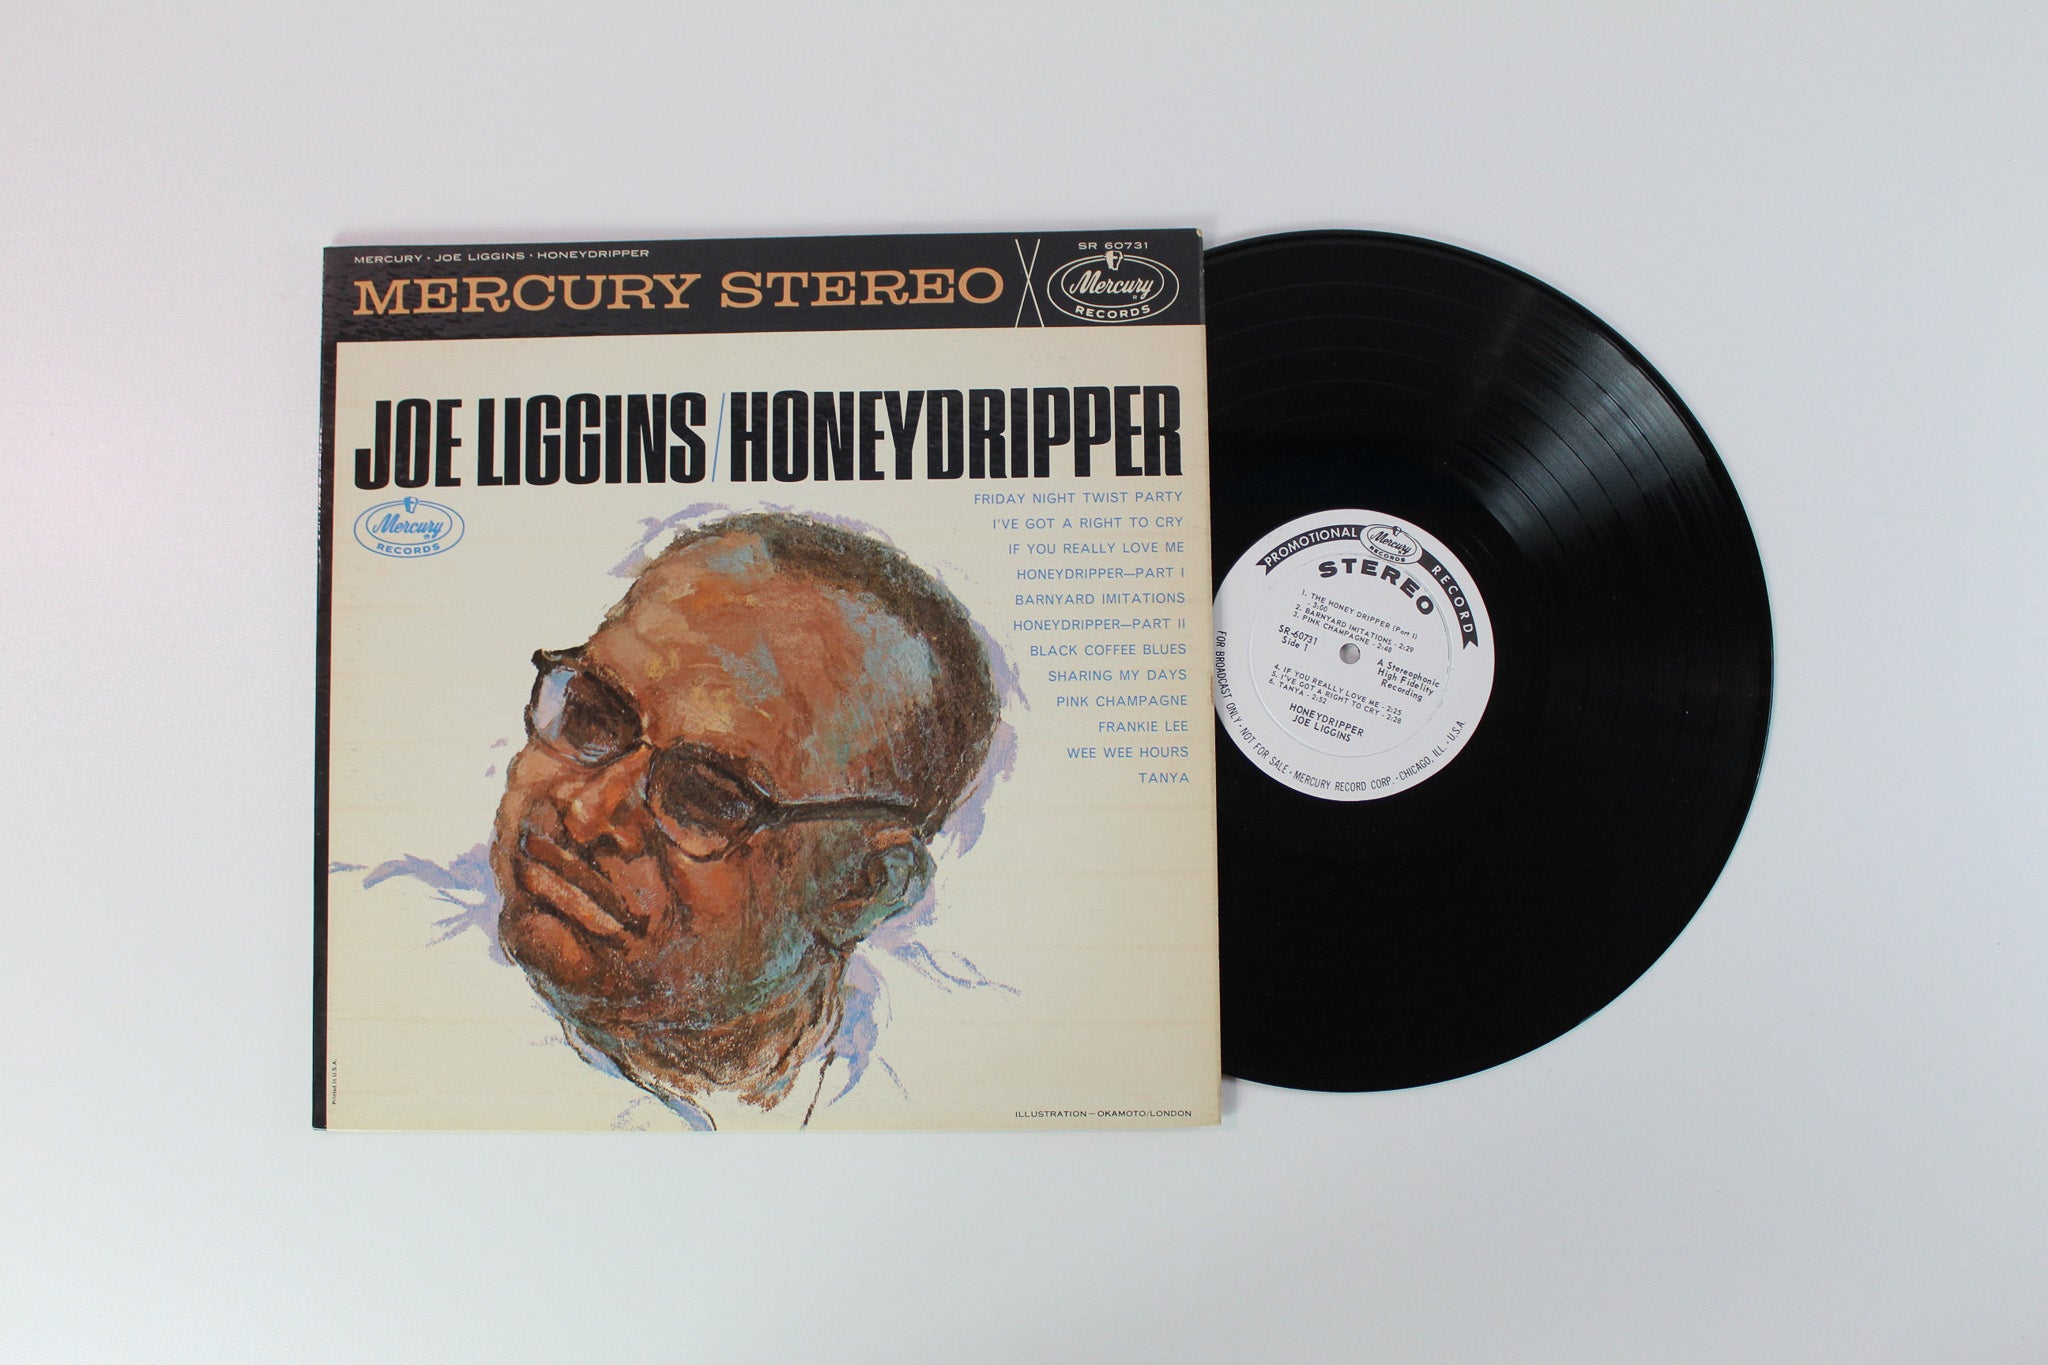 MERCURY · JOE LIGGINS · HONEYDRIPPER
MERCURY STEREO
SR 60731
Mercury
R
RECORDS
JOE LIGGINS/HONEYDRIPPER
Mercury
RECORDS
FRIDAY NIGHT TWIST PARTY
I'VE GOT A RIGHT TO CRY
IF YOU REALLY LOVE ME
HONEYDRIPPER—PART I
BARNYARD IMITATIONS
HONEYDRIPPER—PART II
BLACK COFFEE BLUES
SHARING MY DAYS
PINK CHAMPAGNE
FRANKIE LEE
WEE WEE HOURS
TANYA
Printed in U.S.A.
ILLUSTRATION — OKAMOTO/LONDON
PROMOTIONAL
Mercury
RECORDS
RECORD
STEREO
1. THE HONEY DRIPPER (Part I)
- 3:00
2. BARNYARD IMITATIONS - 2:29
3. PINK CHAMPAGNE - 2:48
SR-60731
Side 1
A Stereophonic
High Fidelity
Recording
4. IF YOU REALLY LOVE ME - 2:25
5. I'VE GOT A RIGHT TO CRY - 2:28
6. TANYA - 2:52
HONEYDRIPPER
JOE LIGGINS
FOR BROADCAST ONLY · NOT FOR SALE · MERCURY RECORD CORP. · CHICAGO, ILL. · U.S.A.